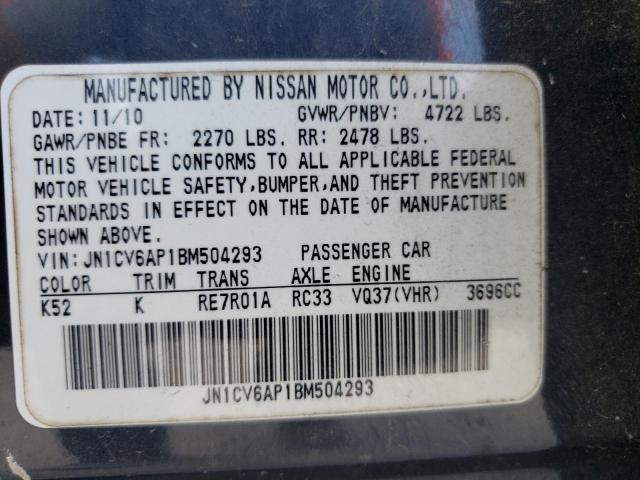 MANUFACTURED BY NISSAN MOTOR CO.,LTD.
DATE: 11/10 GVWR/PNBV: 4722 LBS.
GAWR/PNBE FR: 2270 LBS. RR: 2478 LBS.
THIS VEHICLE CONFORMS TO ALL APPLICABLE FEDERAL
MOTOR VEHICLE SAFETY,BUMPER,AND THEFT PREVENTION
STANDARDS IN EFFECT ON THE DATE OF MANUFACTURE
SHOWN ABOVE.
VIN: JN1CV6AP1BM504293 PASSENGER CAR
COLOR TRIM TRANS AXLE ENGINE
K52 K RE7R01A RC33 VQ37(VHR) 3696CC
JN1CV6AP1BM504293